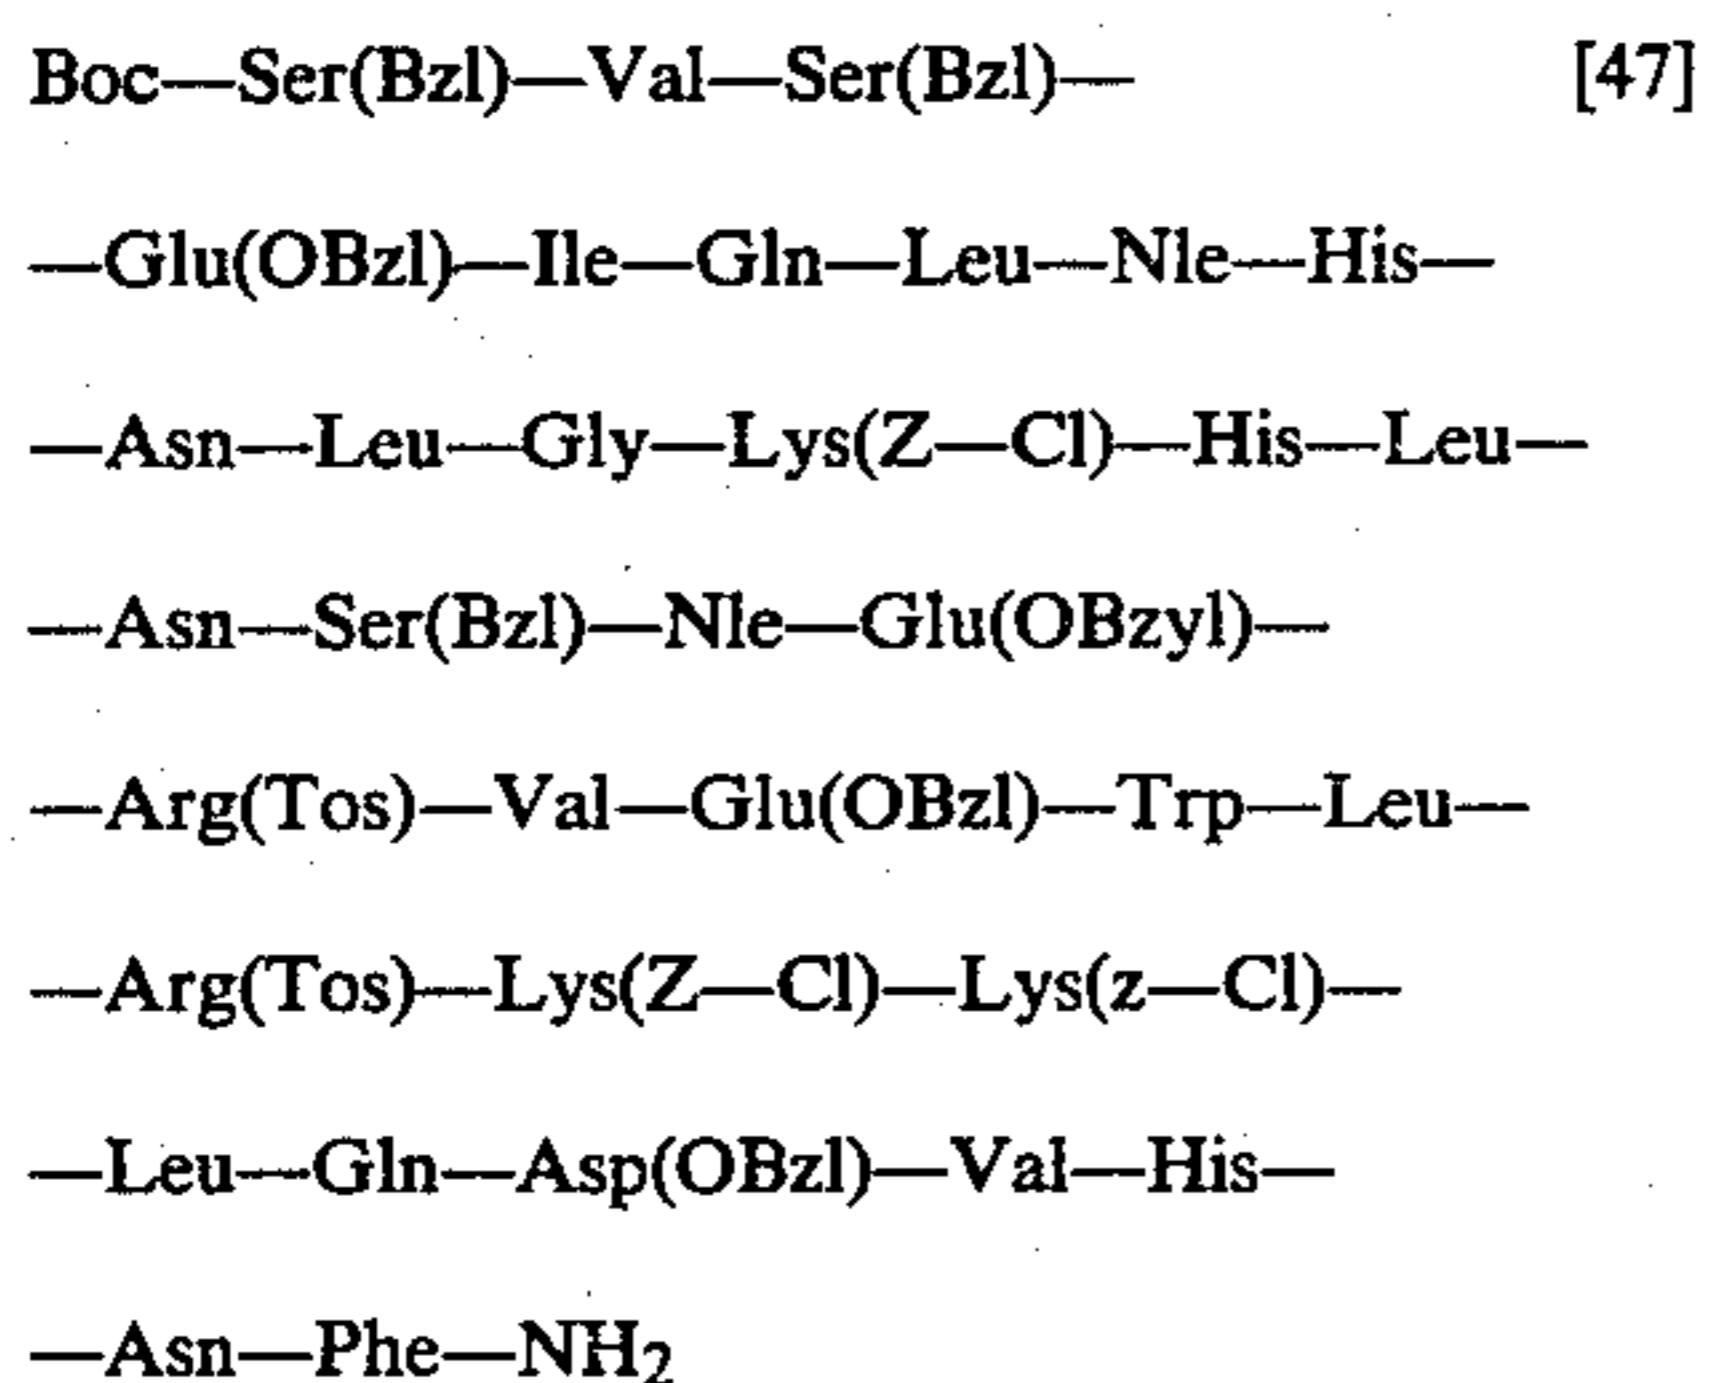 Boc—Ser(Bzl)—Val—Ser(Bzl)— [47]
—Glu(OBzl)—Ile—Gln—Leu—Nle—His—
—Asn—Leu—Gly—Lys(Z—Cl)—His—Leu—
—Asn—Ser(Bzl)—Nle—Glu(OBzyl)—
—Arg(Tos)—Val—Glu(OBzl)—Trp—Leu—
—Arg(Tos)—Lys(Z—Cl)—Lys(z—Cl)—
—Leu—Gln—Asp(OBzl)—Val—His—
—Asn—Phe—NH₂